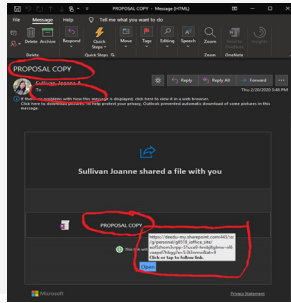 PROPOSAL COPY - Message (HTML)
File Message Help Tell me what you want to do
Delete Archive Respond Quick Steps Move Tags Editing Speech Zoom
Delete Quick Steps Zoom OneNote
PROPOSAL COPY
Sullivan, Joanne A
To
Reply Reply All Forward
Thu 2/20/2020 3:48 PM
If there are problems with how this message is displayed, click here to view it in a web browser.
Click here to download pictures. To help protect your privacy, Outlook prevented automatic download of some pictures in this message.
Sullivan Joanne shared a file with you
PROPOSAL COPY
Click or tap to follow link.
Open
Microsoft
Privacy Statement